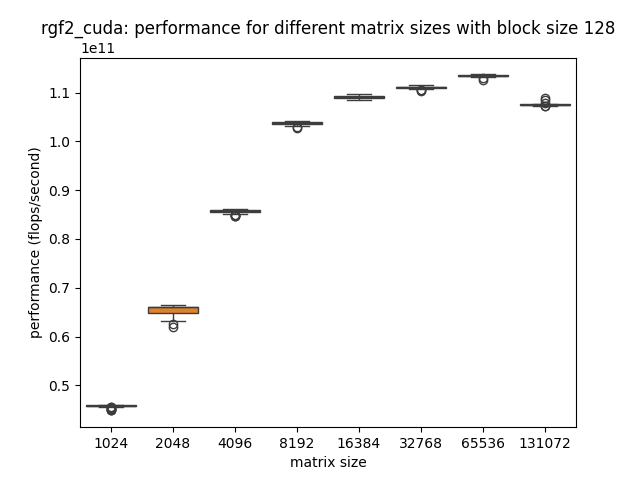 rgf2_cuda: performance for different matrix sizes with block size 128
1e11
1.1
1.0
0.9
0.8
0.7
0.6
0.5
performance (flops/second)
1024 2048 4096 8192 16384 32768 65536 131072
matrix size